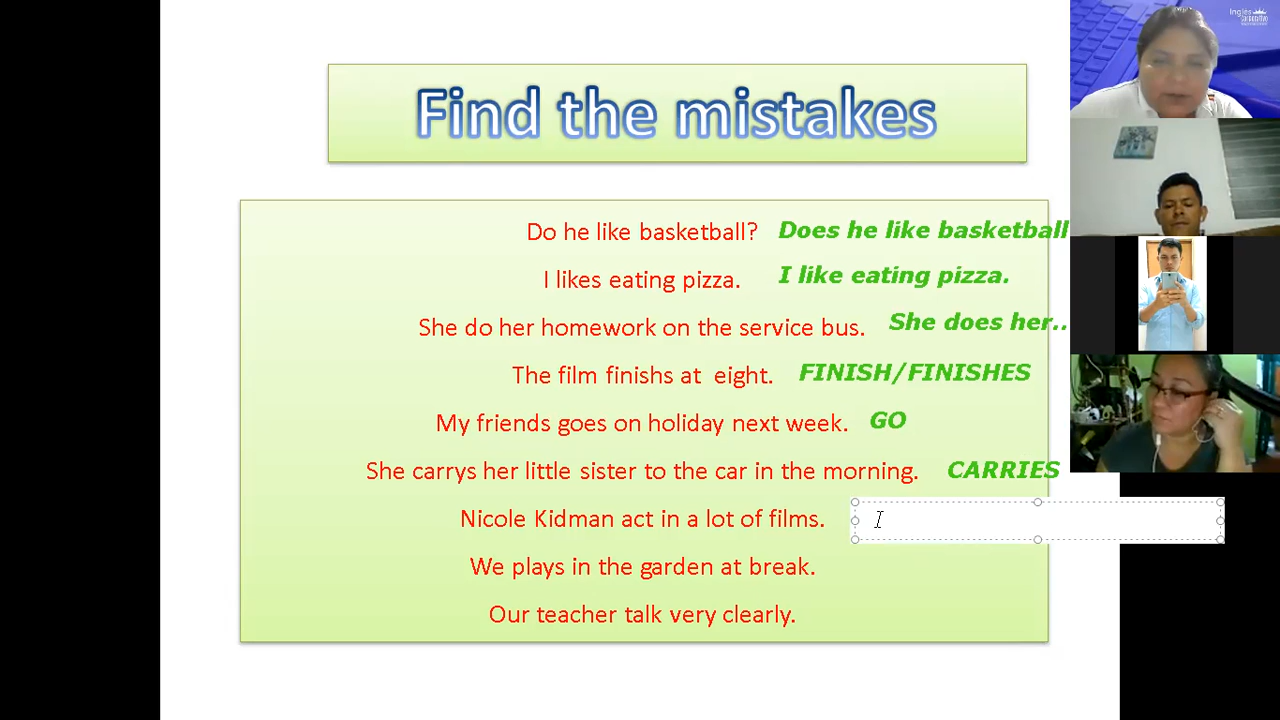 Find the mistakes
Do he like basketball? Does he like basketball
I likes eating pizza. I like eating pizza.
She do her homework on the service bus. She does her..
The film finishs at eight. FINISH/FINISHES
My friends goes on holiday next week. GO
She carrys her little sister to the car in the morning. CARRIES
Nicole Kidman act in a lot of films.
We plays in the garden at break.
Our teacher talk very clearly.
Inglés